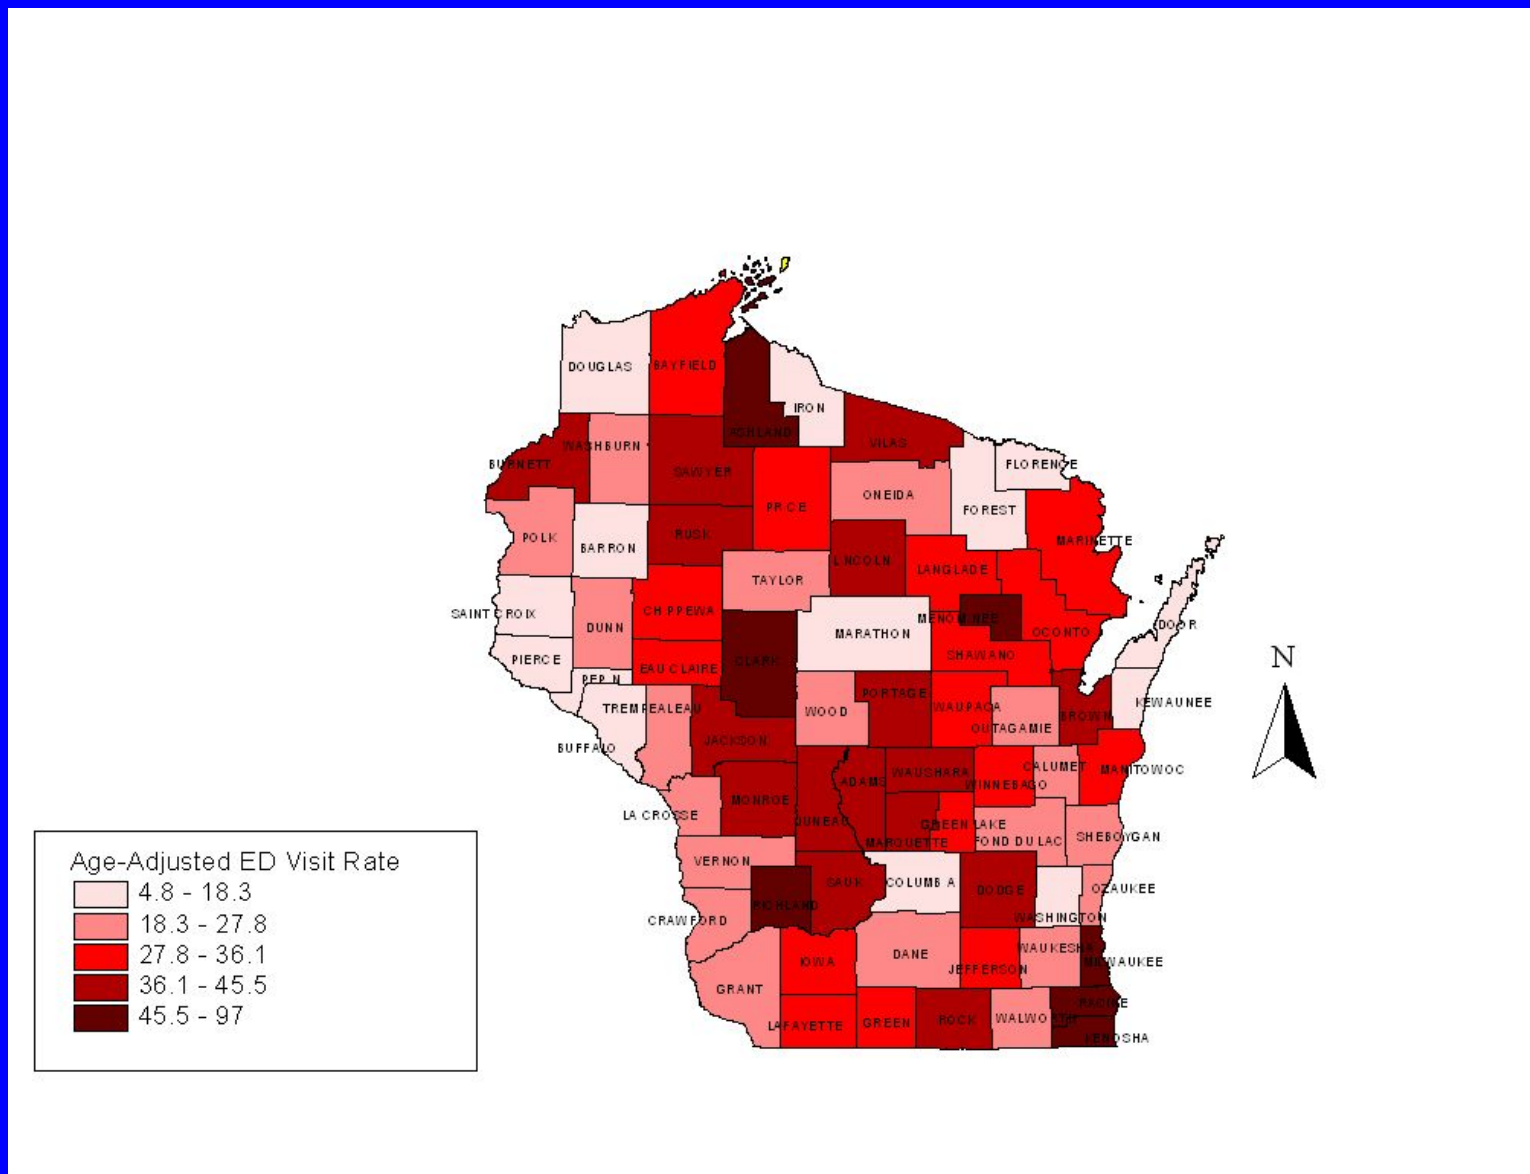 DOUGLAS
BAYFIELD
IRON
ASHLAND
VILAS
WASHBURN
BURNETT
SAWYER
FLORENCE
ONEIDA
PRICE
FOREST
POLK
BARRON
RUSK
MARINETTE
LINCOLN
LANGLADE
TAYLOR
SAINT CROIX
CHIPPEWA
DUNN
MENOMINEE
DOOR
MARATHON
OCONTO
PIERCE
EAU CLAIRE
CLARK
SHAWANO
N
PEPIN
PORTAGE
TREMPEALEAU
WOOD
WAUPACA
BROWN
KEWAUNEE
OUTAGAMIE
BUFFALO
JACKSON
CALUMET
MANITOWOC
WAUSHARA
ADAMS
WINNEBAGO
MONROE
LA CROSSE
JUNEAU
GREEN LAKE
MARQUETTE
FOND DU LAC
SHEBOYGAN
VERNON
SAUK
COLUMBIA
DODGE
OZAUKEE
RICHLAND
CRAWFORD
WASHINGTON
WAUKESHA
IOWA
DANE
JEFFERSON
MILWAUKEE
GRANT
RACINE
LAFAYETTE
GREEN
ROCK
WALWORTH
KENOSHA
Age-Adjusted ED Visit Rate
4.8 - 18.3
18.3 - 27.8
27.8 - 36.1
36.1 - 45.5
45.5 - 97